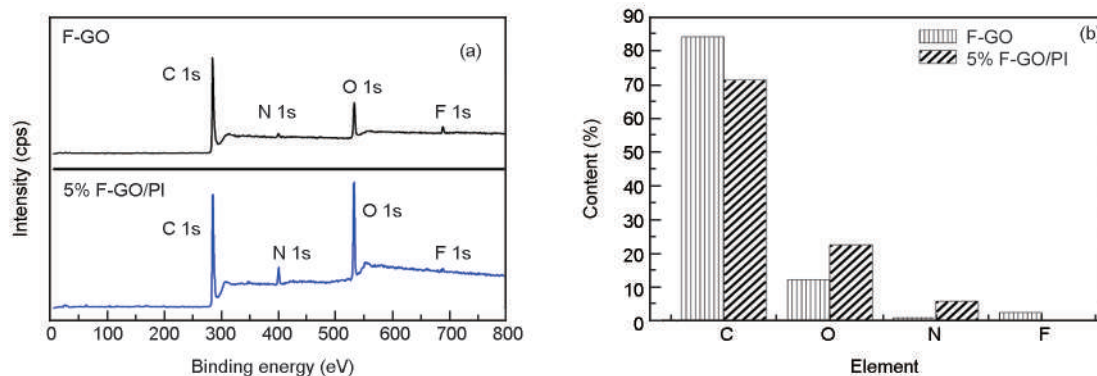 F-GO
(a)
C 1s
O 1s
N 1s
F 1s
5% F-GO/PI
O 1s
C 1s
N 1s
F 1s
Intensity (cps)
0 100 200 300 400 500 600 700 800
Binding energy (eV)
90
80
70
60
50
40
30
20
10
0
Content (%)
F-GO
(b)
5% F-GO/PI
C O N F
Element